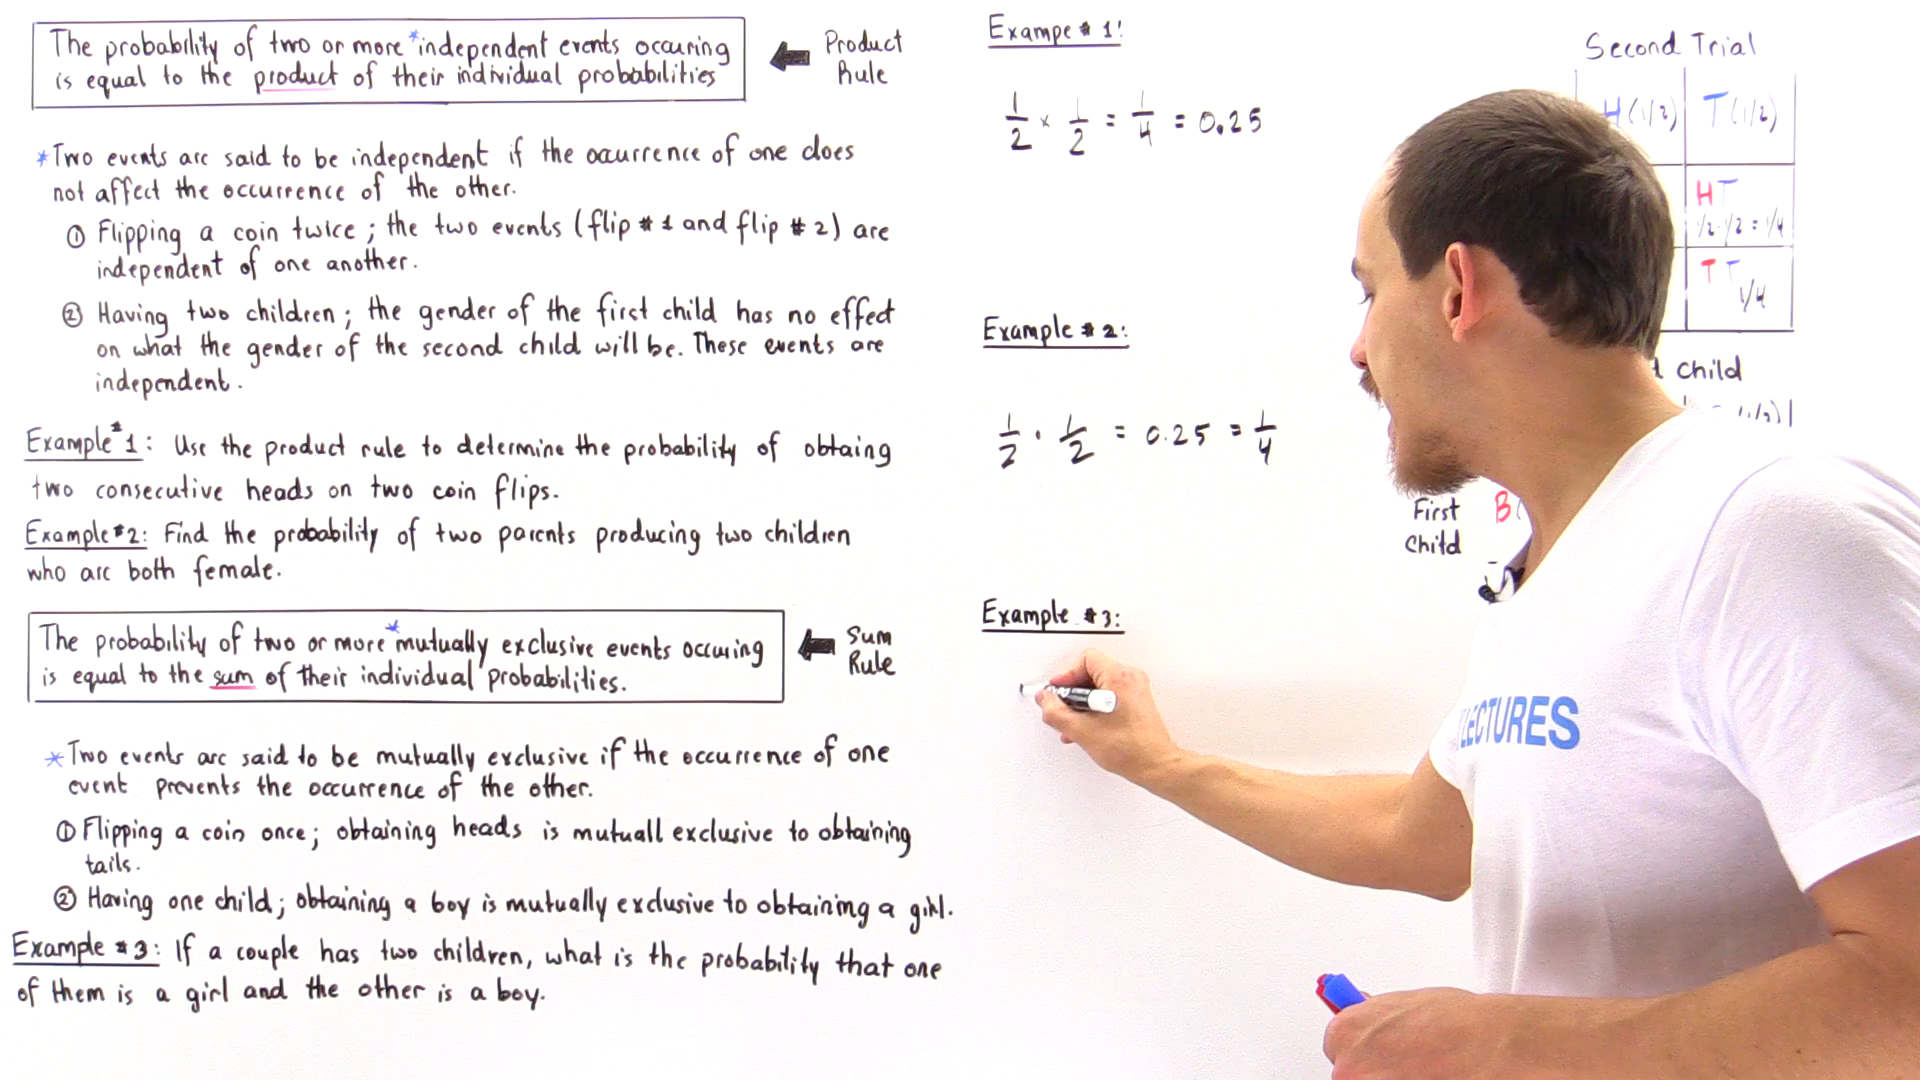 The probability of two or more *independent events occuring
is equal to the product of their individual probabilities
Product
Rule
*Two events are said to be independent if the ocurrence of one does
not affect the occurrence of the other.
① Flipping a coin twice; the two events (flip #1 and flip #2) are
independent of one another.
② Having two children; the gender of the first child has no effect
on what the gender of the second child will be. These events are
independent.
Example #1: Use the product rule to determine the probability of obtaing
two consecutive heads on two coin flips.
Example #2: Find the probability of two parents producing two children
who are both female.
The probability of two or more *mutually exclusive events occuring
is equal to the sum of their individual probabilities.
Sum
Rule
*Two events are said to be mutually exclusive if the occurrence of one
event prevents the occurrence of the other.
① Flipping a coin once; obtaining heads is mutuall exclusive to obtaining
tails.
② Having one child; obtaining a boy is mutually exclusive to obtaining a girl.
Example #3: If a couple has two children, what is the probability that one
of them is a girl and the other is a boy.
Exampe #1:
1/2 × 1/2 = 1/4 = 0.25
Example #2:
1/2 · 1/2 = 0.25 = 1/4
Example #3:
Second Trial
H(1/2) T(1/2)
HT
1/2·1/2 = 1/4
TT 1/4
Child
First B(
Child
LECTURES